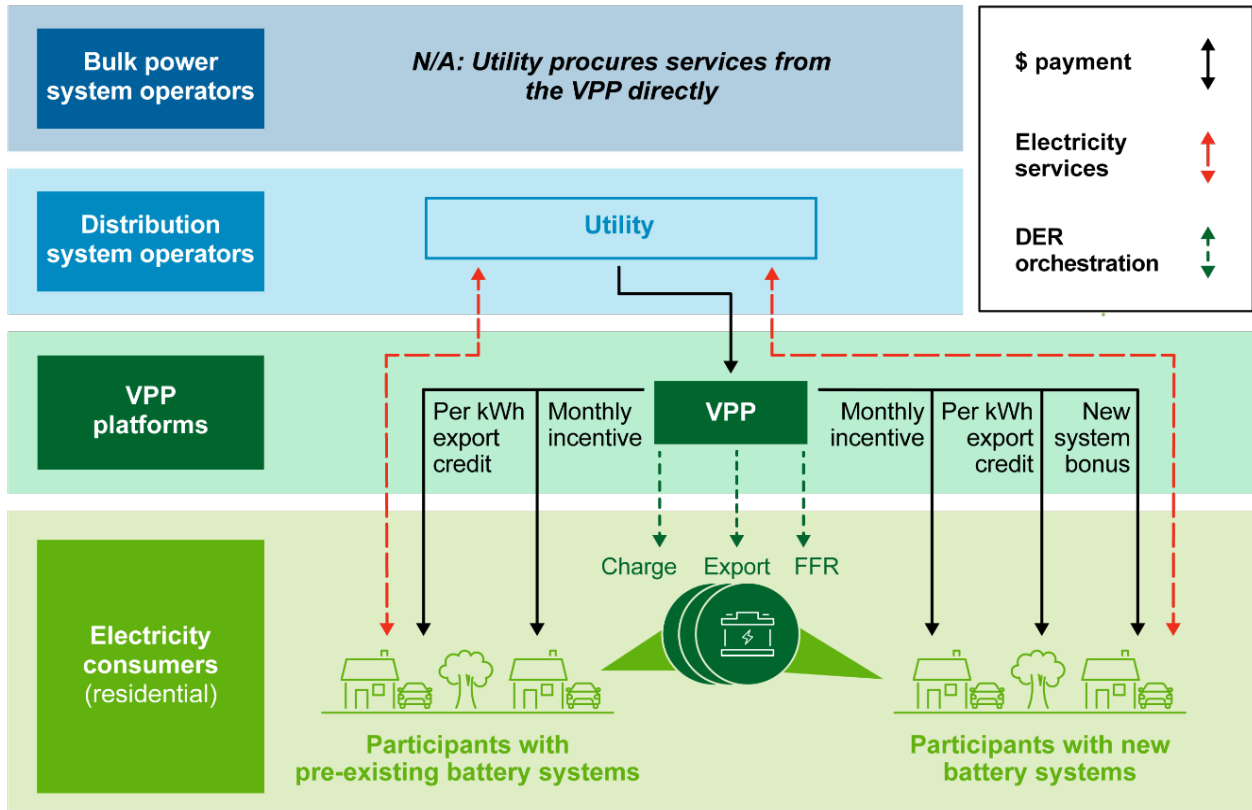 Bulk power
system operators
N/A: Utility procures services from
the VPP directly
$ payment
Electricity
services
DER
orchestration
Distribution
system operators
Utility
VPP
platforms
Per kWh
export
credit
Monthly
incentive
VPP
Monthly
incentive
Per kWh
export
credit
New
system
bonus
Charge
Export
FFR
Electricity
consumers
(residential)
Participants with
pre-existing battery systems
Participants with new
battery systems